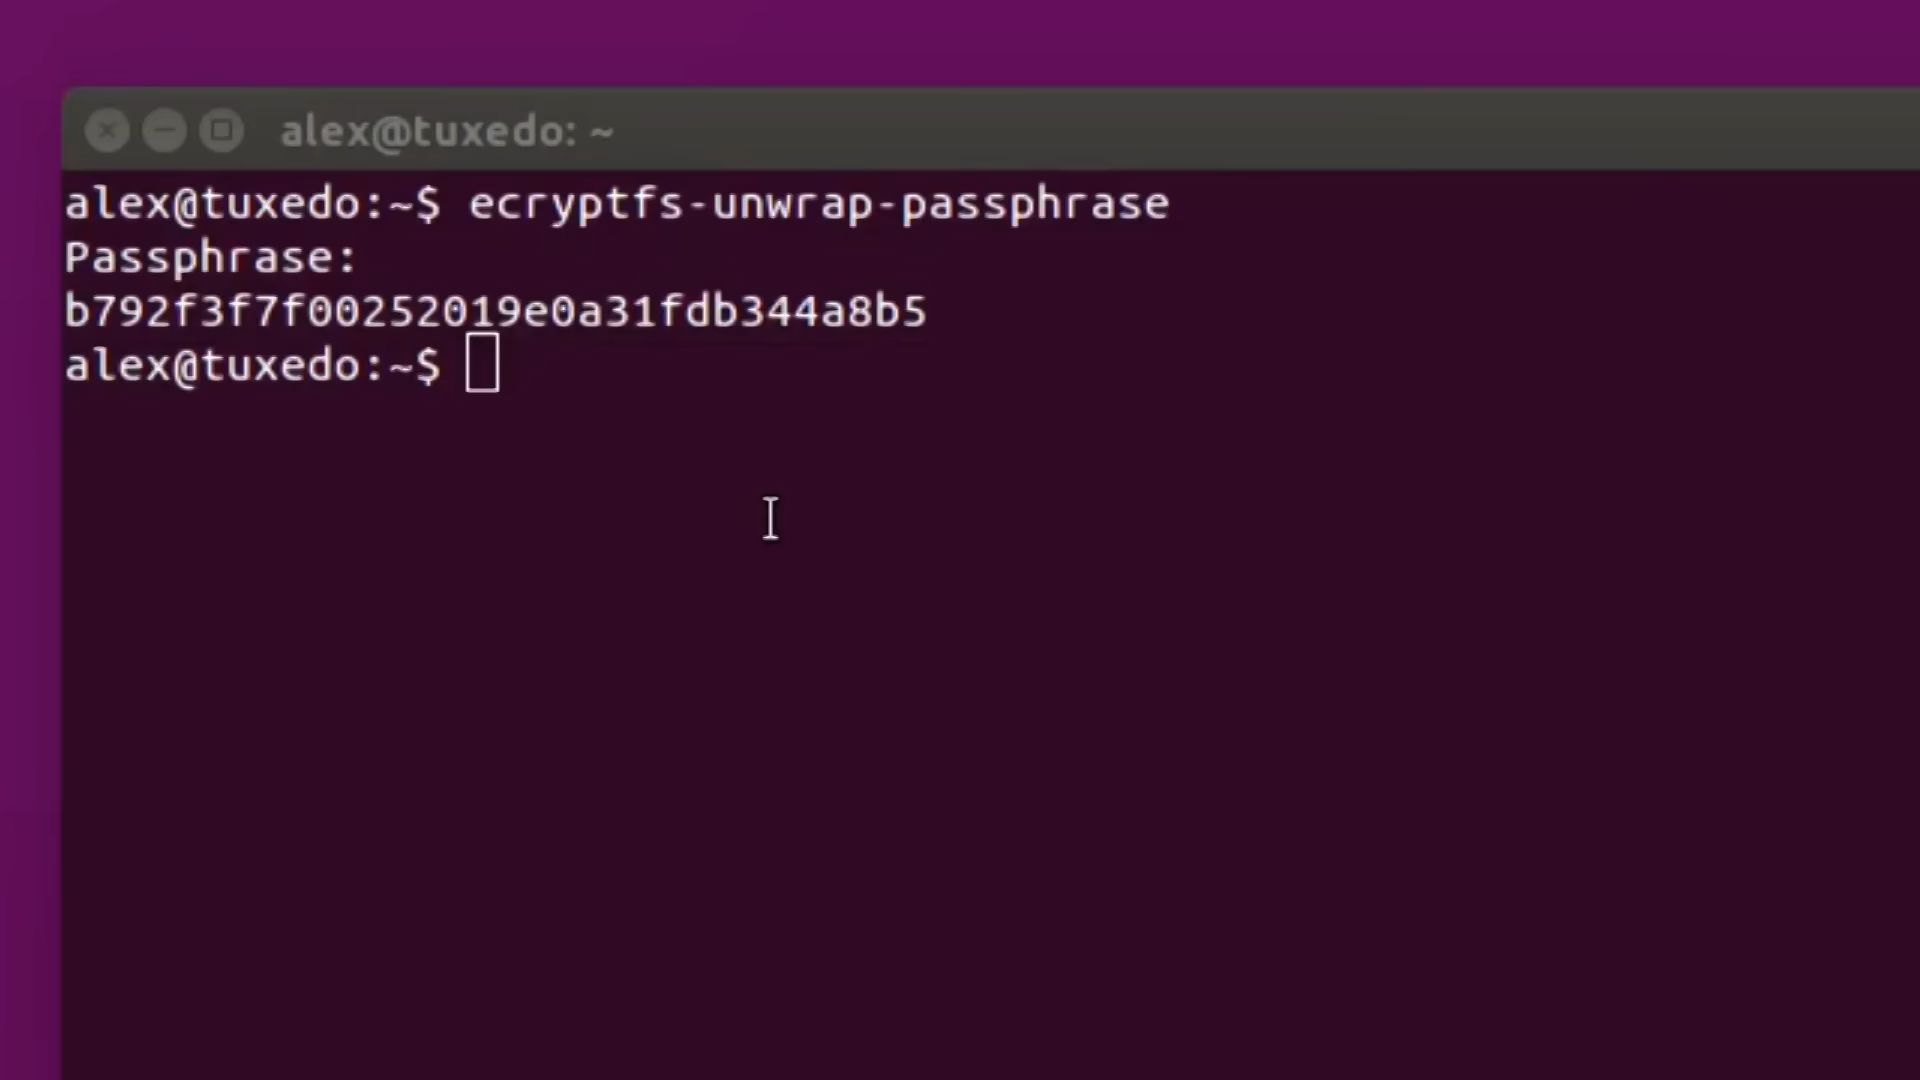 alex@tuxedo: ~
alex@tuxedo:~$ ecryptfs-unwrap-passphrase
Passphrase:
b792f3f7f00252019e0a31fdb344a8b5
alex@tuxedo:~$